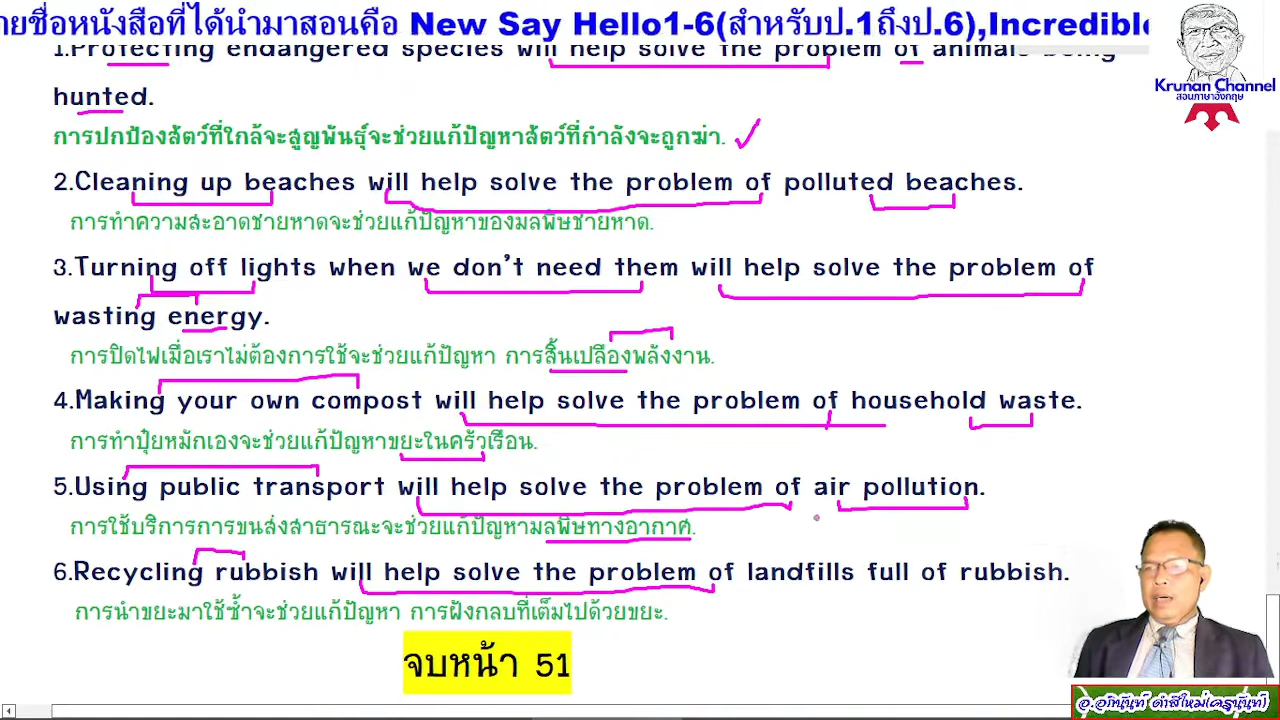 ายชื่อหนังสือที่ได้นำมาสอนคือ New Say Hello1-6(สำหรับป.1ถึงป.6),Incredible
Krunan Channel
สอนภาษาอังกฤษ
1.Protecting endangered species will help solve the problem of animals being
hunted.
การปกป้องสัตว์ที่ใกล้จะสูญพันธุ์จะช่วยแก้ปัญหาสัตว์ที่กำลังจะถูกฆ่า.
2.Cleaning up beaches will help solve the problem of polluted beaches.
การทำความสะอาดชายหาดจะช่วยแก้ปัญหาของมลพิษชายหาด.
3.Turning off lights when we don't need them will help solve the problem of
wasting energy.
การปิดไฟเมื่อเราไม่ต้องการใช้จะช่วยแก้ปัญหา การสิ้นเปลืองพลังงาน.
4.Making your own compost will help solve the problem of household waste.
การทำปุ๋ยหมักเองจะช่วยแก้ปัญหาขยะในครัวเรือน.
5.Using public transport will help solve the problem of air pollution.
การใช้บริการการขนส่งสาธารณะจะช่วยแก้ปัญหามลพิษทางอากาศ.
6.Recycling rubbish will help solve the problem of landfills full of rubbish.
การนำขยะมาใช้ซ้ำจะช่วยแก้ปัญหา การฝังกลบที่เต็มไปด้วยขยะ.
จบหน้า 51
อ.อภินันท์ ดำสีใหม่(ครูนันท์)